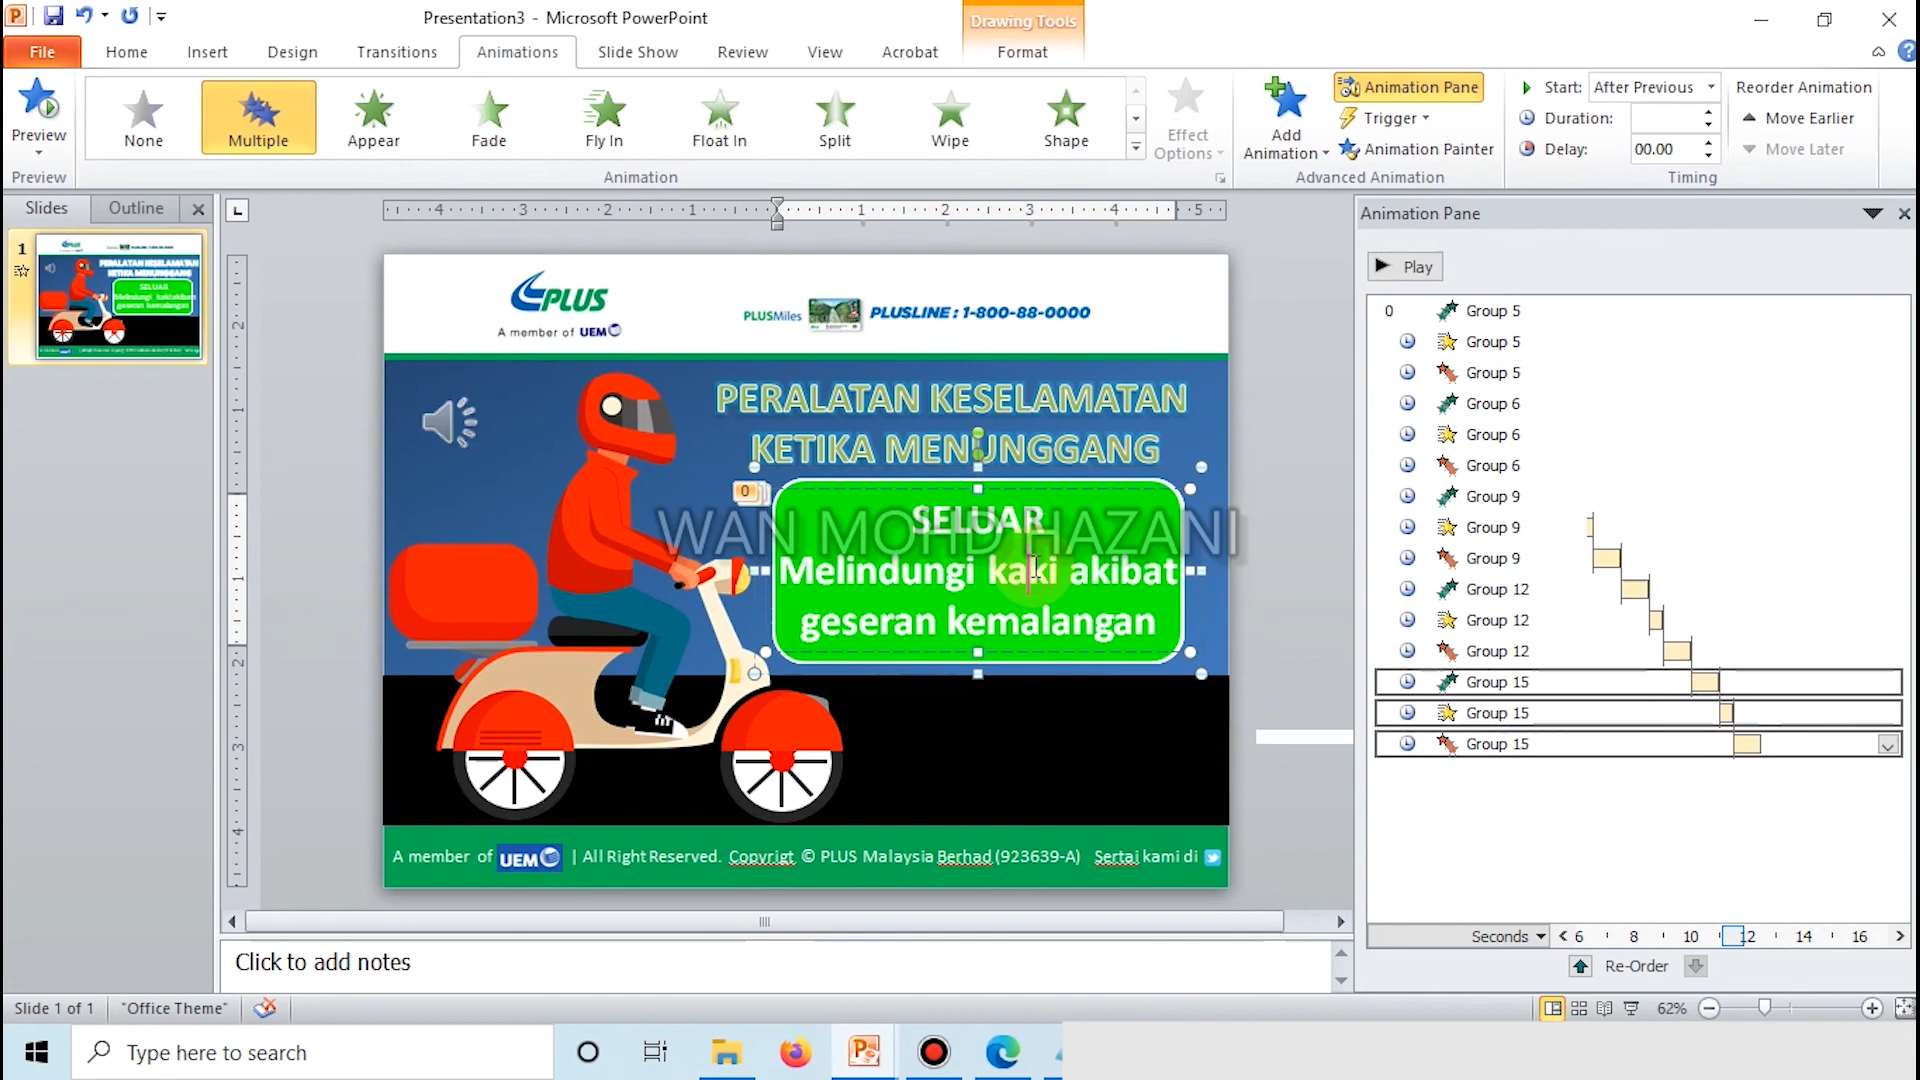 Presentation3 - Microsoft PowerPoint
Drawing Tools
File
Home
Insert
Design
Transitions
Animations
Slide Show
Review
View
Acrobat
Format
Preview
None
Multiple
Appear
Fade
Fly In
Float In
Split
Wipe
Shape
Effect
Options
Add
Animation
Animation Pane
Trigger
Animation Painter
Start: After Previous
Duration:
Delay: 00.00
Reorder Animation
Move Earlier
Move Later
Preview
Animation
Advanced Animation
Timing
Slides
Outline
Animation Pane
Play
0 Group 5
Group 5
Group 5
Group 6
Group 6
Group 6
Group 9
Group 9
Group 9
Group 12
Group 12
Group 12
Group 15
Group 15
Group 15
Seconds
6 8 10 12 14 16
Re-Order
1
PLUS
A member of UEM
PLUSMiles
PLUSLINE : 1-800-88-0000
PERALATAN KESELAMATAN
KETIKA MENUNGGANG
0
SELUAR
Melindungi kaki akibat
geseran kemalangan
WAN MOHD HAZANI
A member of UEM | All Right Reserved. Copyrigt © PLUS Malaysia Berhad (923639-A) Sertai kami di
Click to add notes
Slide 1 of 1
"Office Theme"
62%
Type here to search